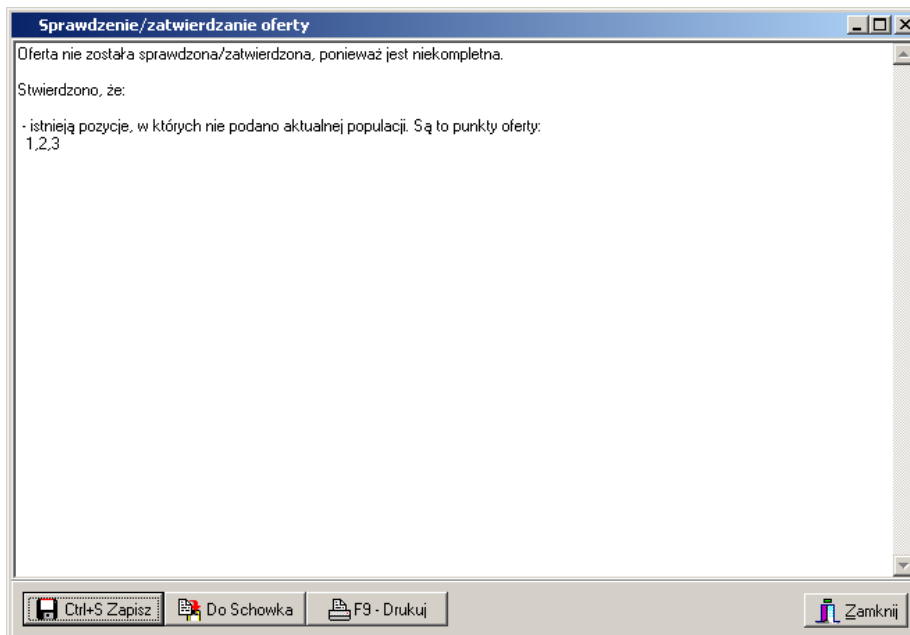 Sprawdzenie/zatwierdzanie oferty
Oferta nie została sprawdzona/zatwierdzona, ponieważ jest niekompletna.
Stwierdzono, że:
- istnieją pozycje, w których nie podano aktualnej populacji. Są to punkty oferty:
1,2,3
Ctrl+S Zapisz Do Schowka F9 - Drukuj Zamknij